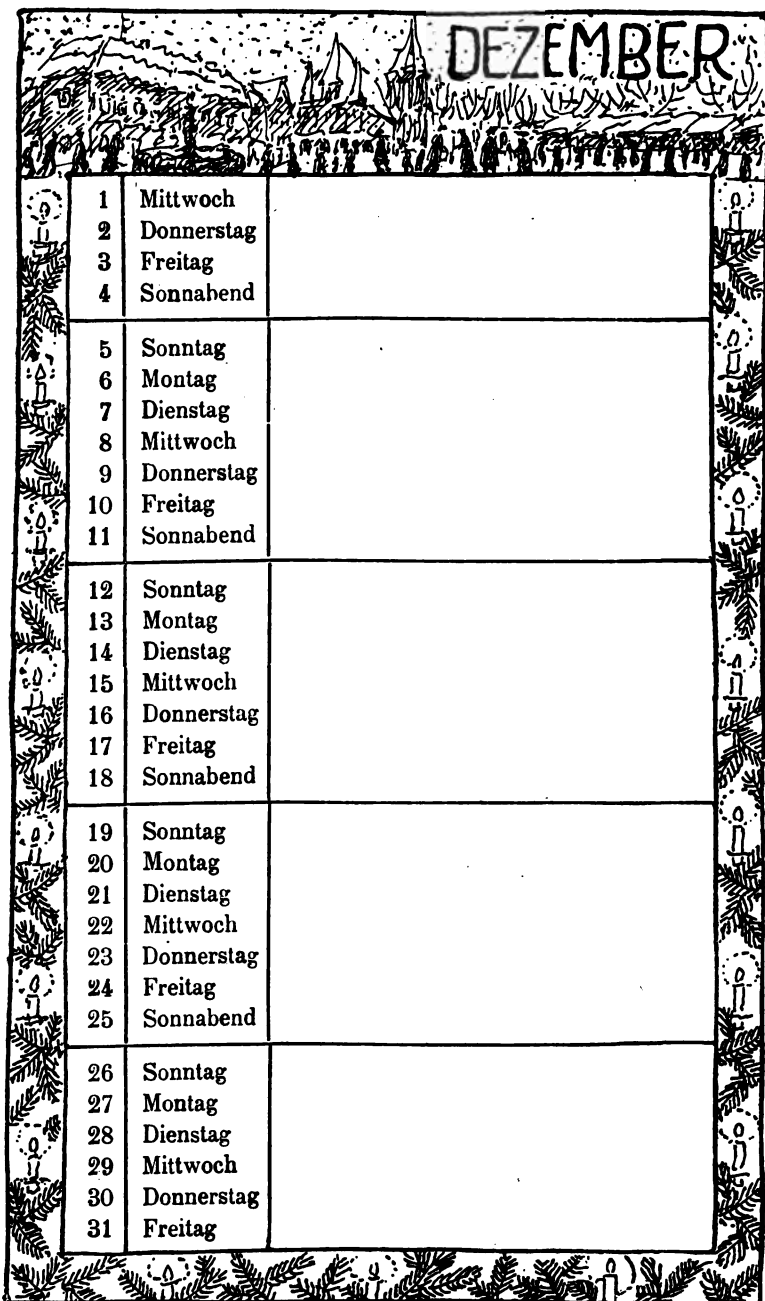 DEZEMBER
1 Mittwoch
2 Donnerstag
3 Freitag
4 Sonnabend
5 Sonntag
6 Montag
7 Dienstag
8 Mittwoch
9 Donnerstag
10 Freitag
11 Sonnabend
12 Sonntag
13 Montag
14 Dienstag
15 Mittwoch
16 Donnerstag
17 Freitag
18 Sonnabend
19 Sonntag
20 Montag
21 Dienstag
22 Mittwoch
23 Donnerstag
24 Freitag
25 Sonnabend
26 Sonntag
27 Montag
28 Dienstag
29 Mittwoch
30 Donnerstag
31 Freitag